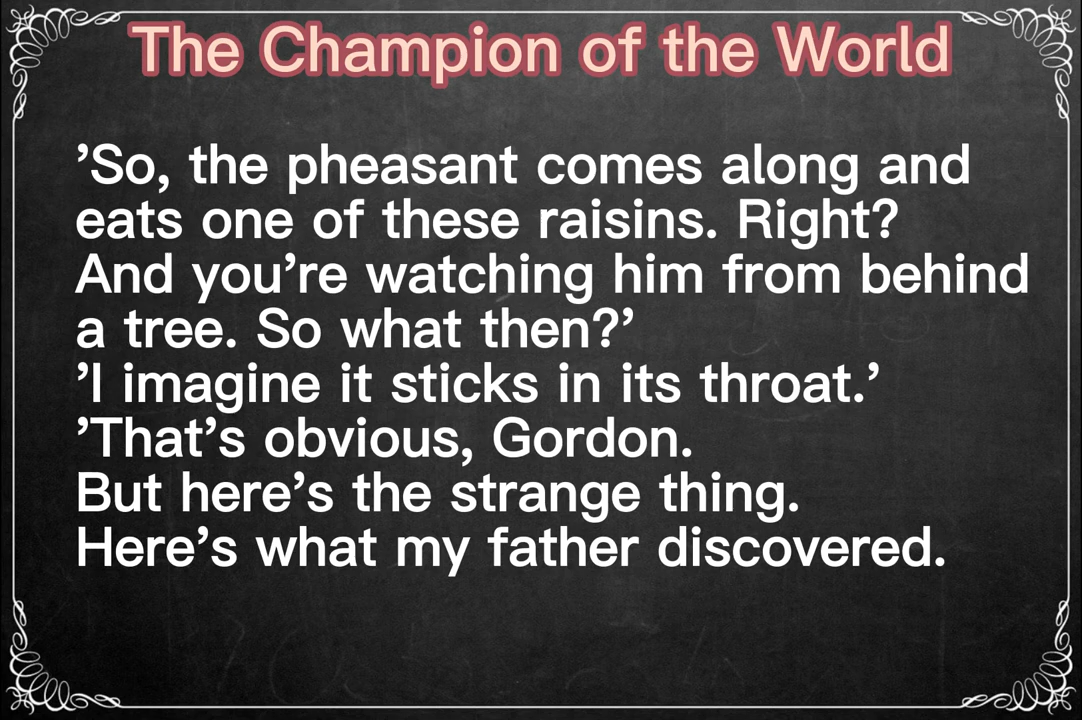 The Champion of the World
’So, the pheasant comes along and
eats one of these raisins. Right?
And you’re watching him from behind
a tree. So what then?’
’I imagine it sticks in its throat.’
’That’s obvious, Gordon.
But here’s the strange thing.
Here’s what my father discovered.